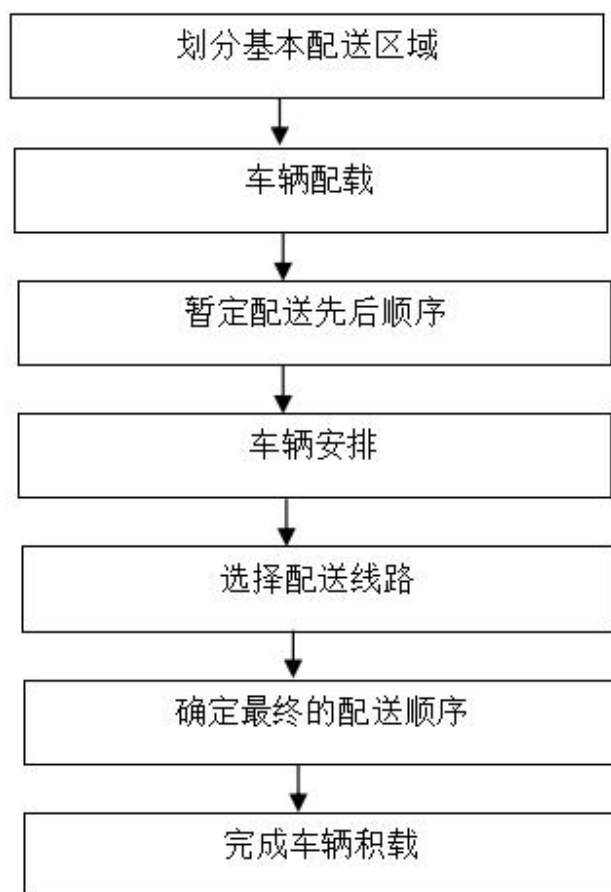 划分基本配送区域
车辆配载
暂定配送先后顺序
车辆安排
选择配送线路
确定最终的配送顺序
完成车辆积载